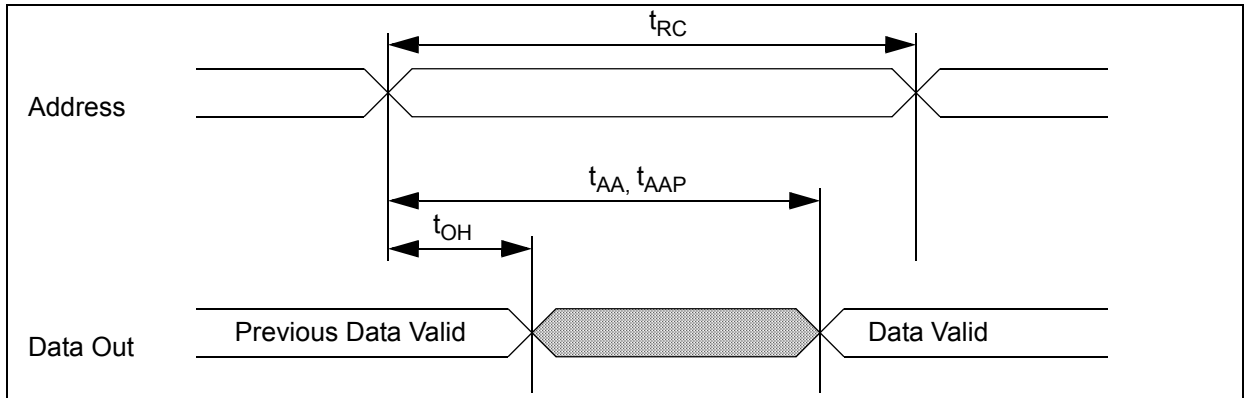 tRC
Address
tAA, tAAP
tOH
Previous Data Valid
Data Valid
Data Out